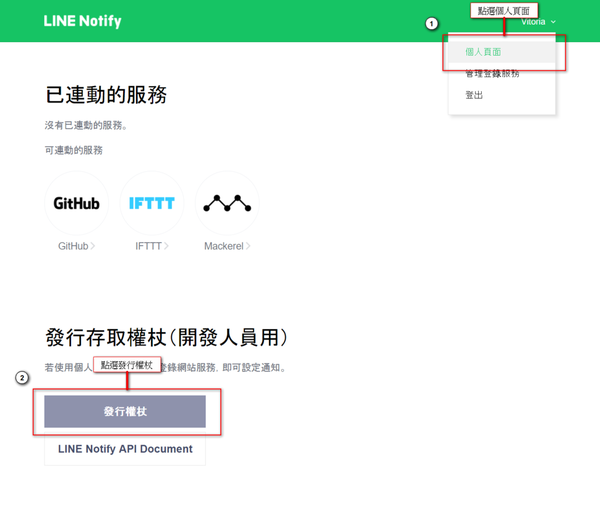 點選個人頁面
1
LINE Notify
Vitoria
個人頁面
管理登錄服務
登出
已連動的服務
沒有已連動的服務。
可連動的服務
GitHub
IFTTT
GitHub
IFTTT
Mackerel
發行存取權杖(開發人員用)
點選發行權杖
若使用個人 登錄網站服務, 即可設定通知。
2
發行權杖
LINE Notify API Document